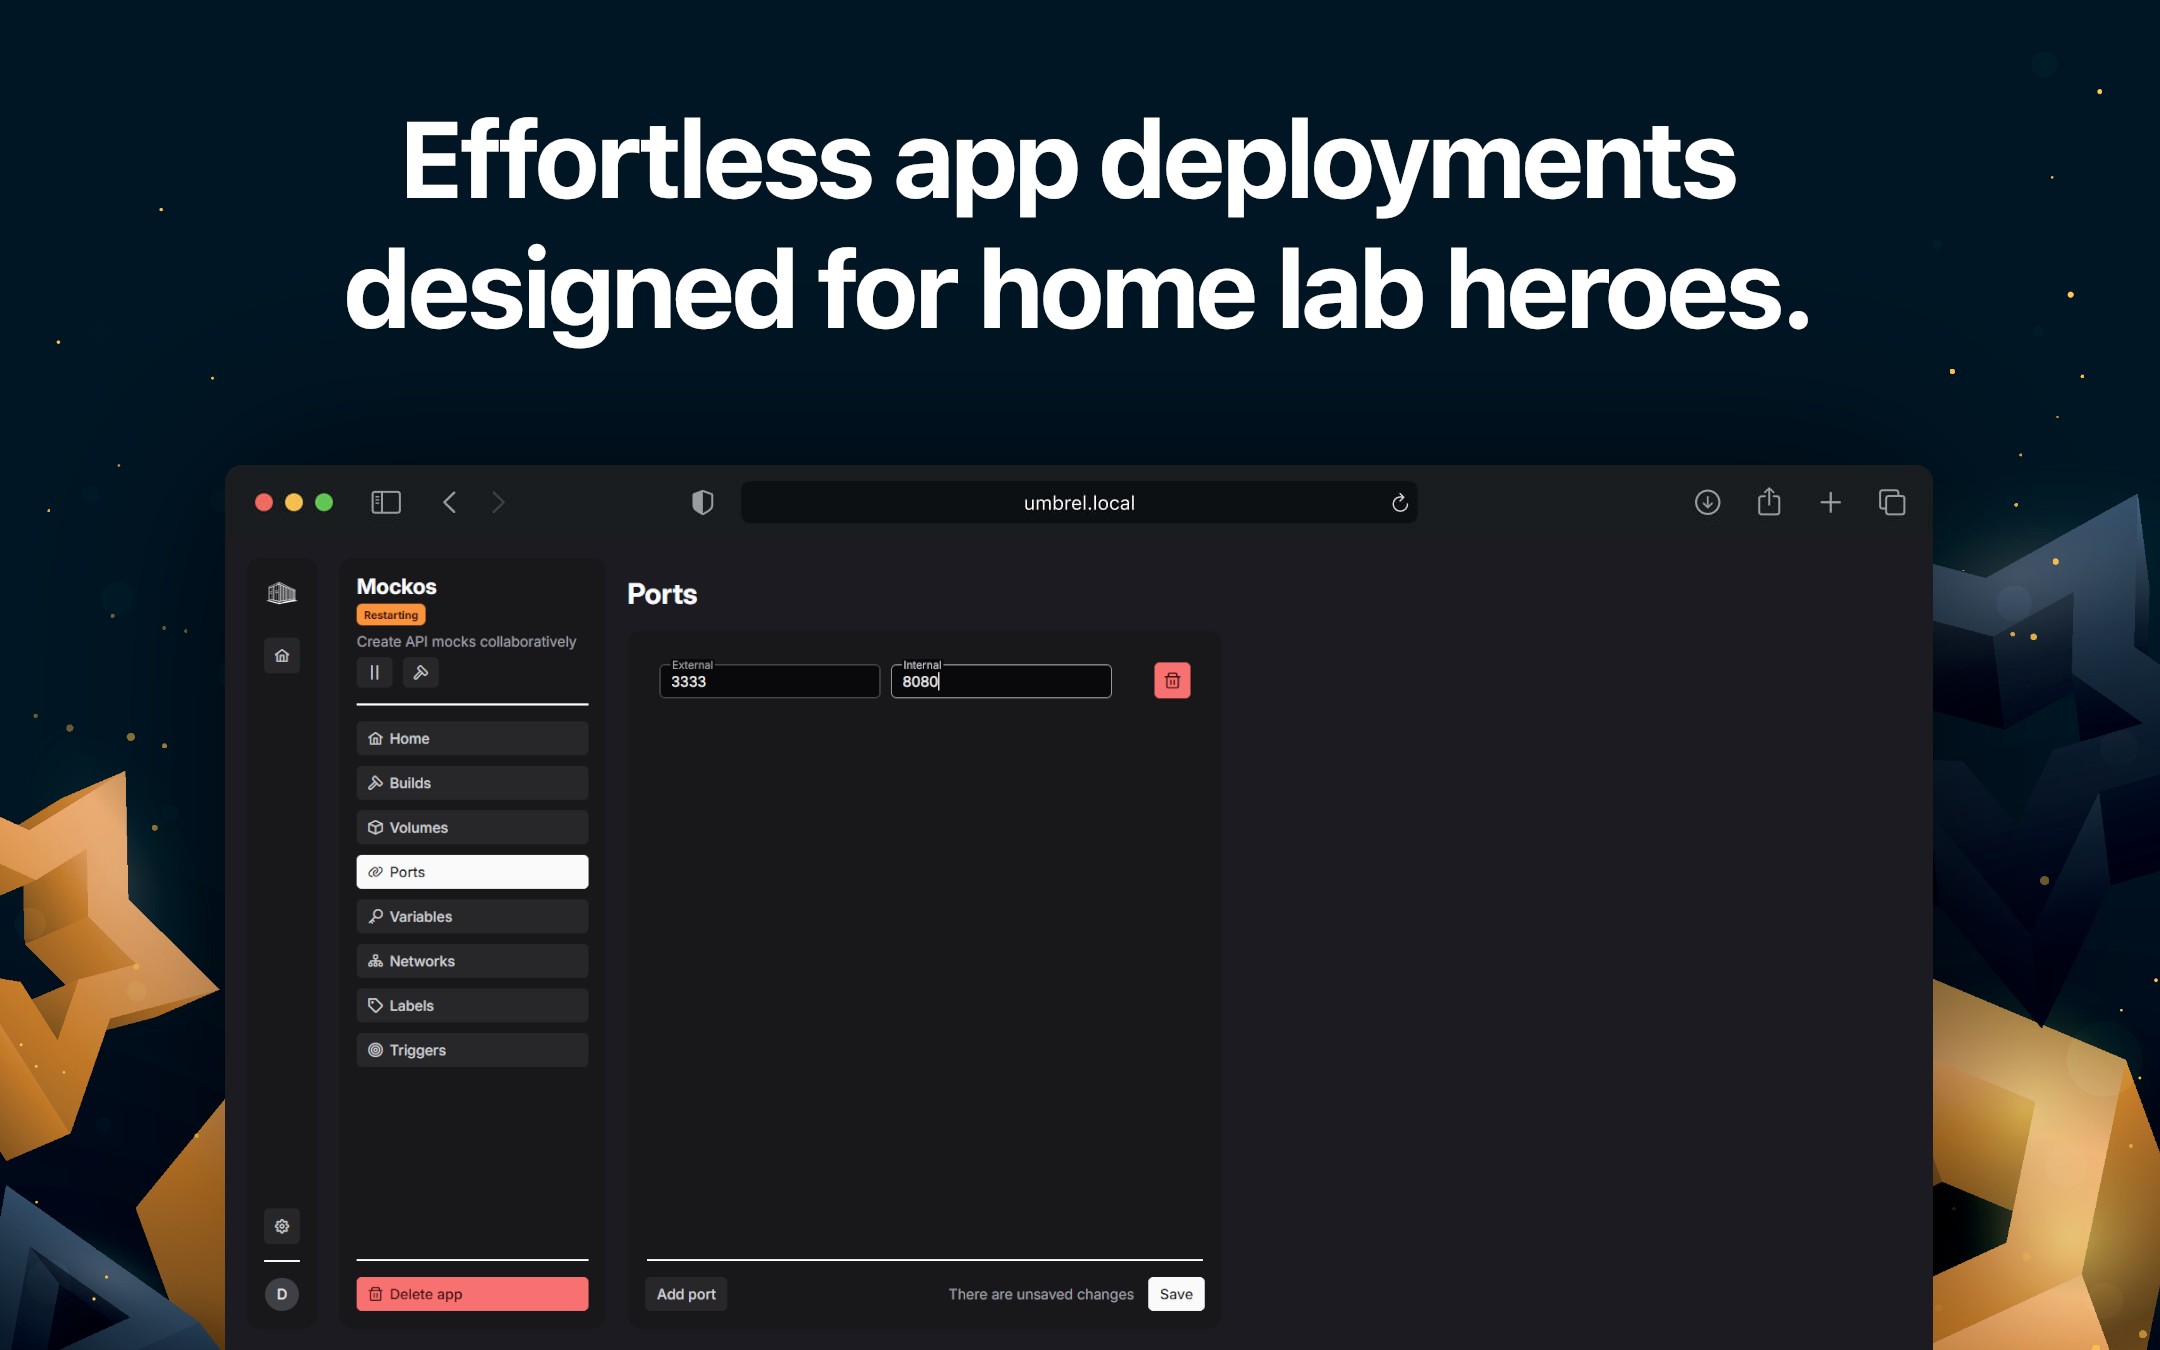 Effortless app deployments
designed for home lab heroes.
umbrel.local
Mockos
Restarting
Create API mocks collaboratively
Home
Builds
Volumes
Ports
Variables
Networks
Labels
Triggers
Delete app
D
Ports
External
3333
Internal
8080
Add port
There are unsaved changes
Save